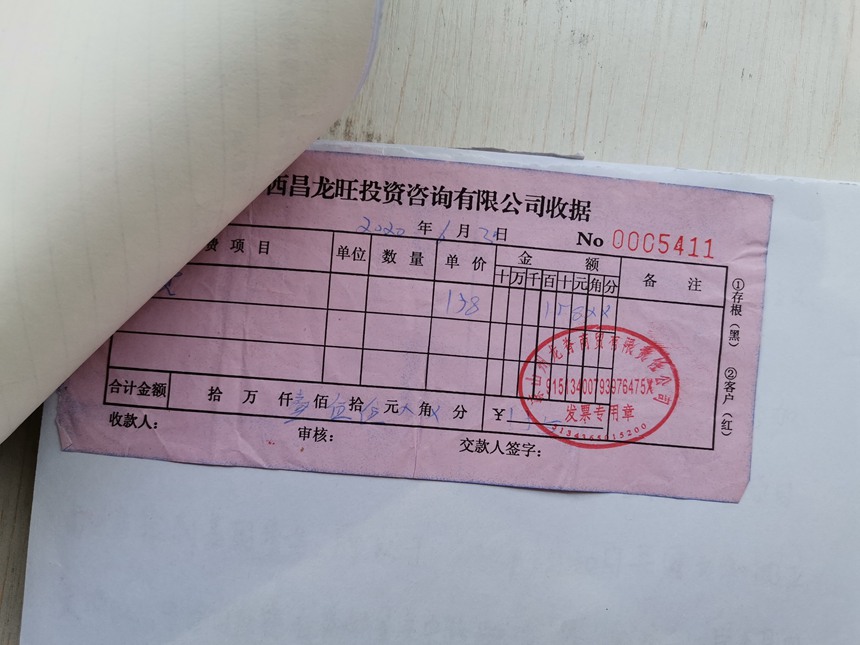 西昌龙旺投资咨询有限公司收据
2020 年 6 月 日
No 0005411
费 项 目 单位 数 量 单 价 金 额 备 注
十 万 千 百 十 元 角 分
138
合计金额 拾 万 仟 壹 佰 拾 元 角 分 ¥
收款人： 审核： 交款人签字：
①存根（黑） ②客户（红）
91513400793976475X
发票专用章